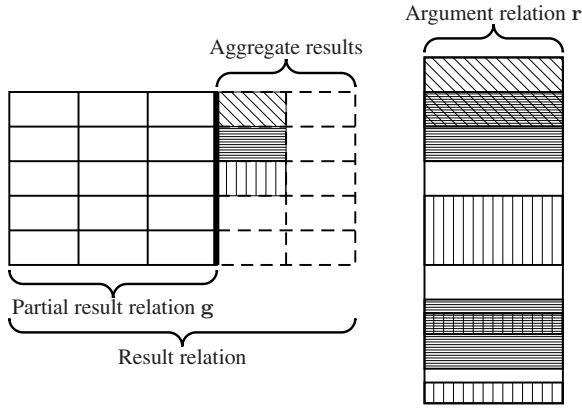 Argument relation r
Aggregate results
Partial result relation g
Result relation